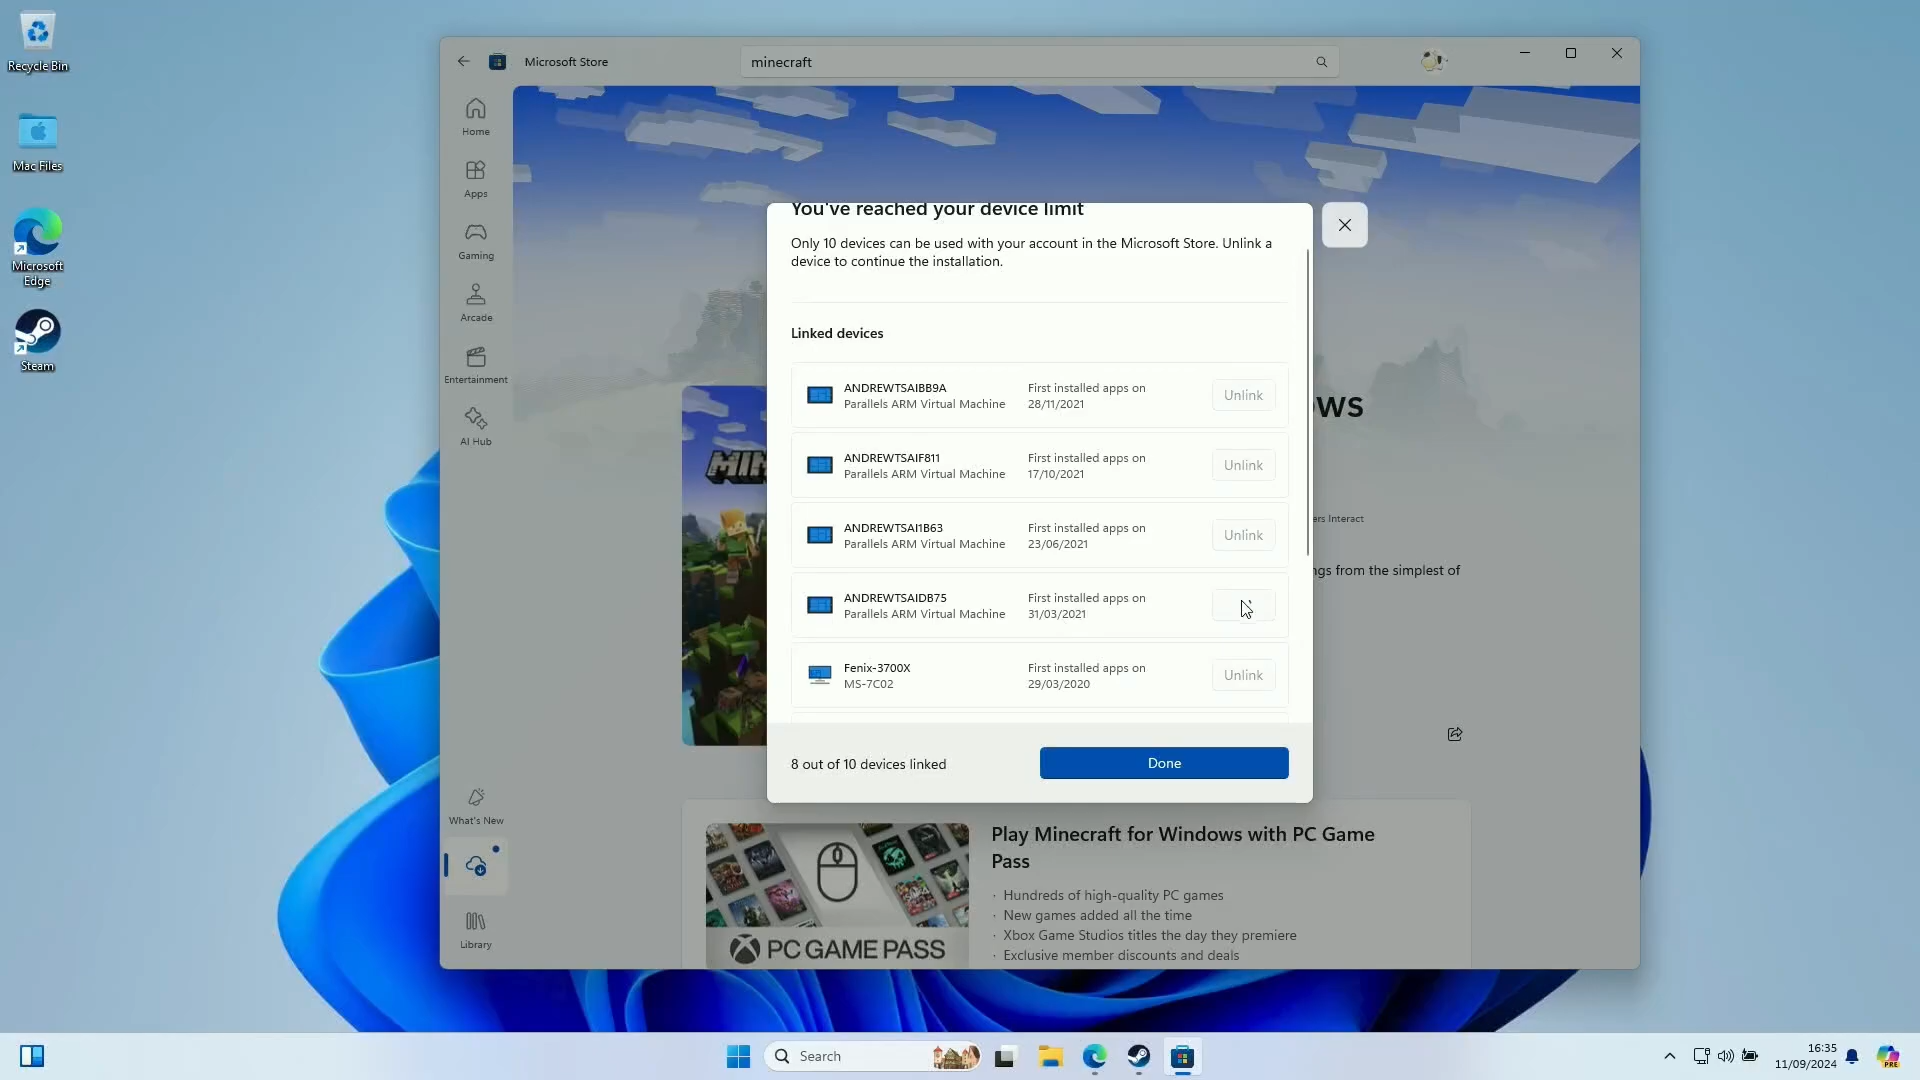 Recycle Bin
Mac Files
Microsoft
Edge
Steam
Microsoft Store
minecraft
Home
Apps
Gaming
Arcade
Entertainment
AI Hub
What's New
Library
You've reached your device limit
Only 10 devices can be used with your account in the Microsoft Store. Unlink a
device to continue the installation.
Linked devices
ANDREWTSAIBB9A
Parallels ARM Virtual Machine
First installed apps on
28/11/2021
Unlink
ANDREWTSAIF811
Parallels ARM Virtual Machine
First installed apps on
17/10/2021
Unlink
ANDREWTSAI1B63
Parallels ARM Virtual Machine
First installed apps on
23/06/2021
Unlink
ANDREWTSAIDB75
Parallels ARM Virtual Machine
First installed apps on
31/03/2021
Fenix-3700X
MS-7C02
First installed apps on
29/03/2020
Unlink
8 out of 10 devices linked
Done
ows
ers Interact
ngs from the simplest of
MIN
PC GAME PASS
Play Minecraft for Windows with PC Game
Pass
· Hundreds of high-quality PC games
· New games added all the time
· Xbox Game Studios titles the day they premiere
· Exclusive member discounts and deals
Search
16:35
11/09/2024
PRE